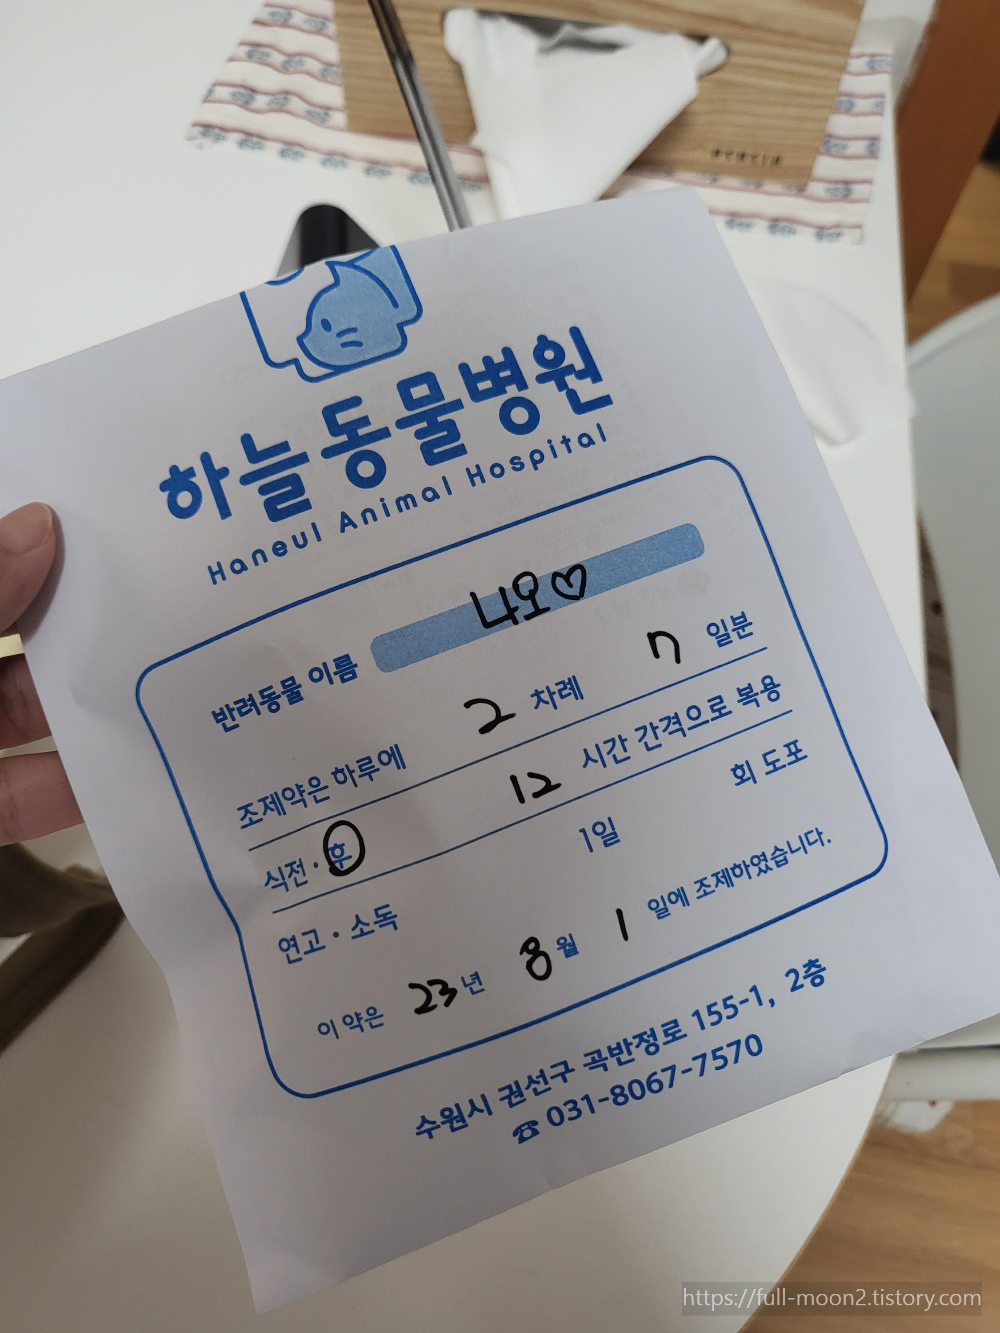 acacia
하늘동물병원
Haneul Animal Hospital
반려동물 이름 니오♡
조제약은 하루에 2 차례 7 일분
식전 · 후 12 시간 간격으로 복용
연고 · 소독 1일 회 도포
이 약은 23년 8월 1 일에 조제하였습니다.
수원시 권선구 곡반정로 155-1, 2층
☎ 031-8067-7570
https://full-moon2.tistory.com